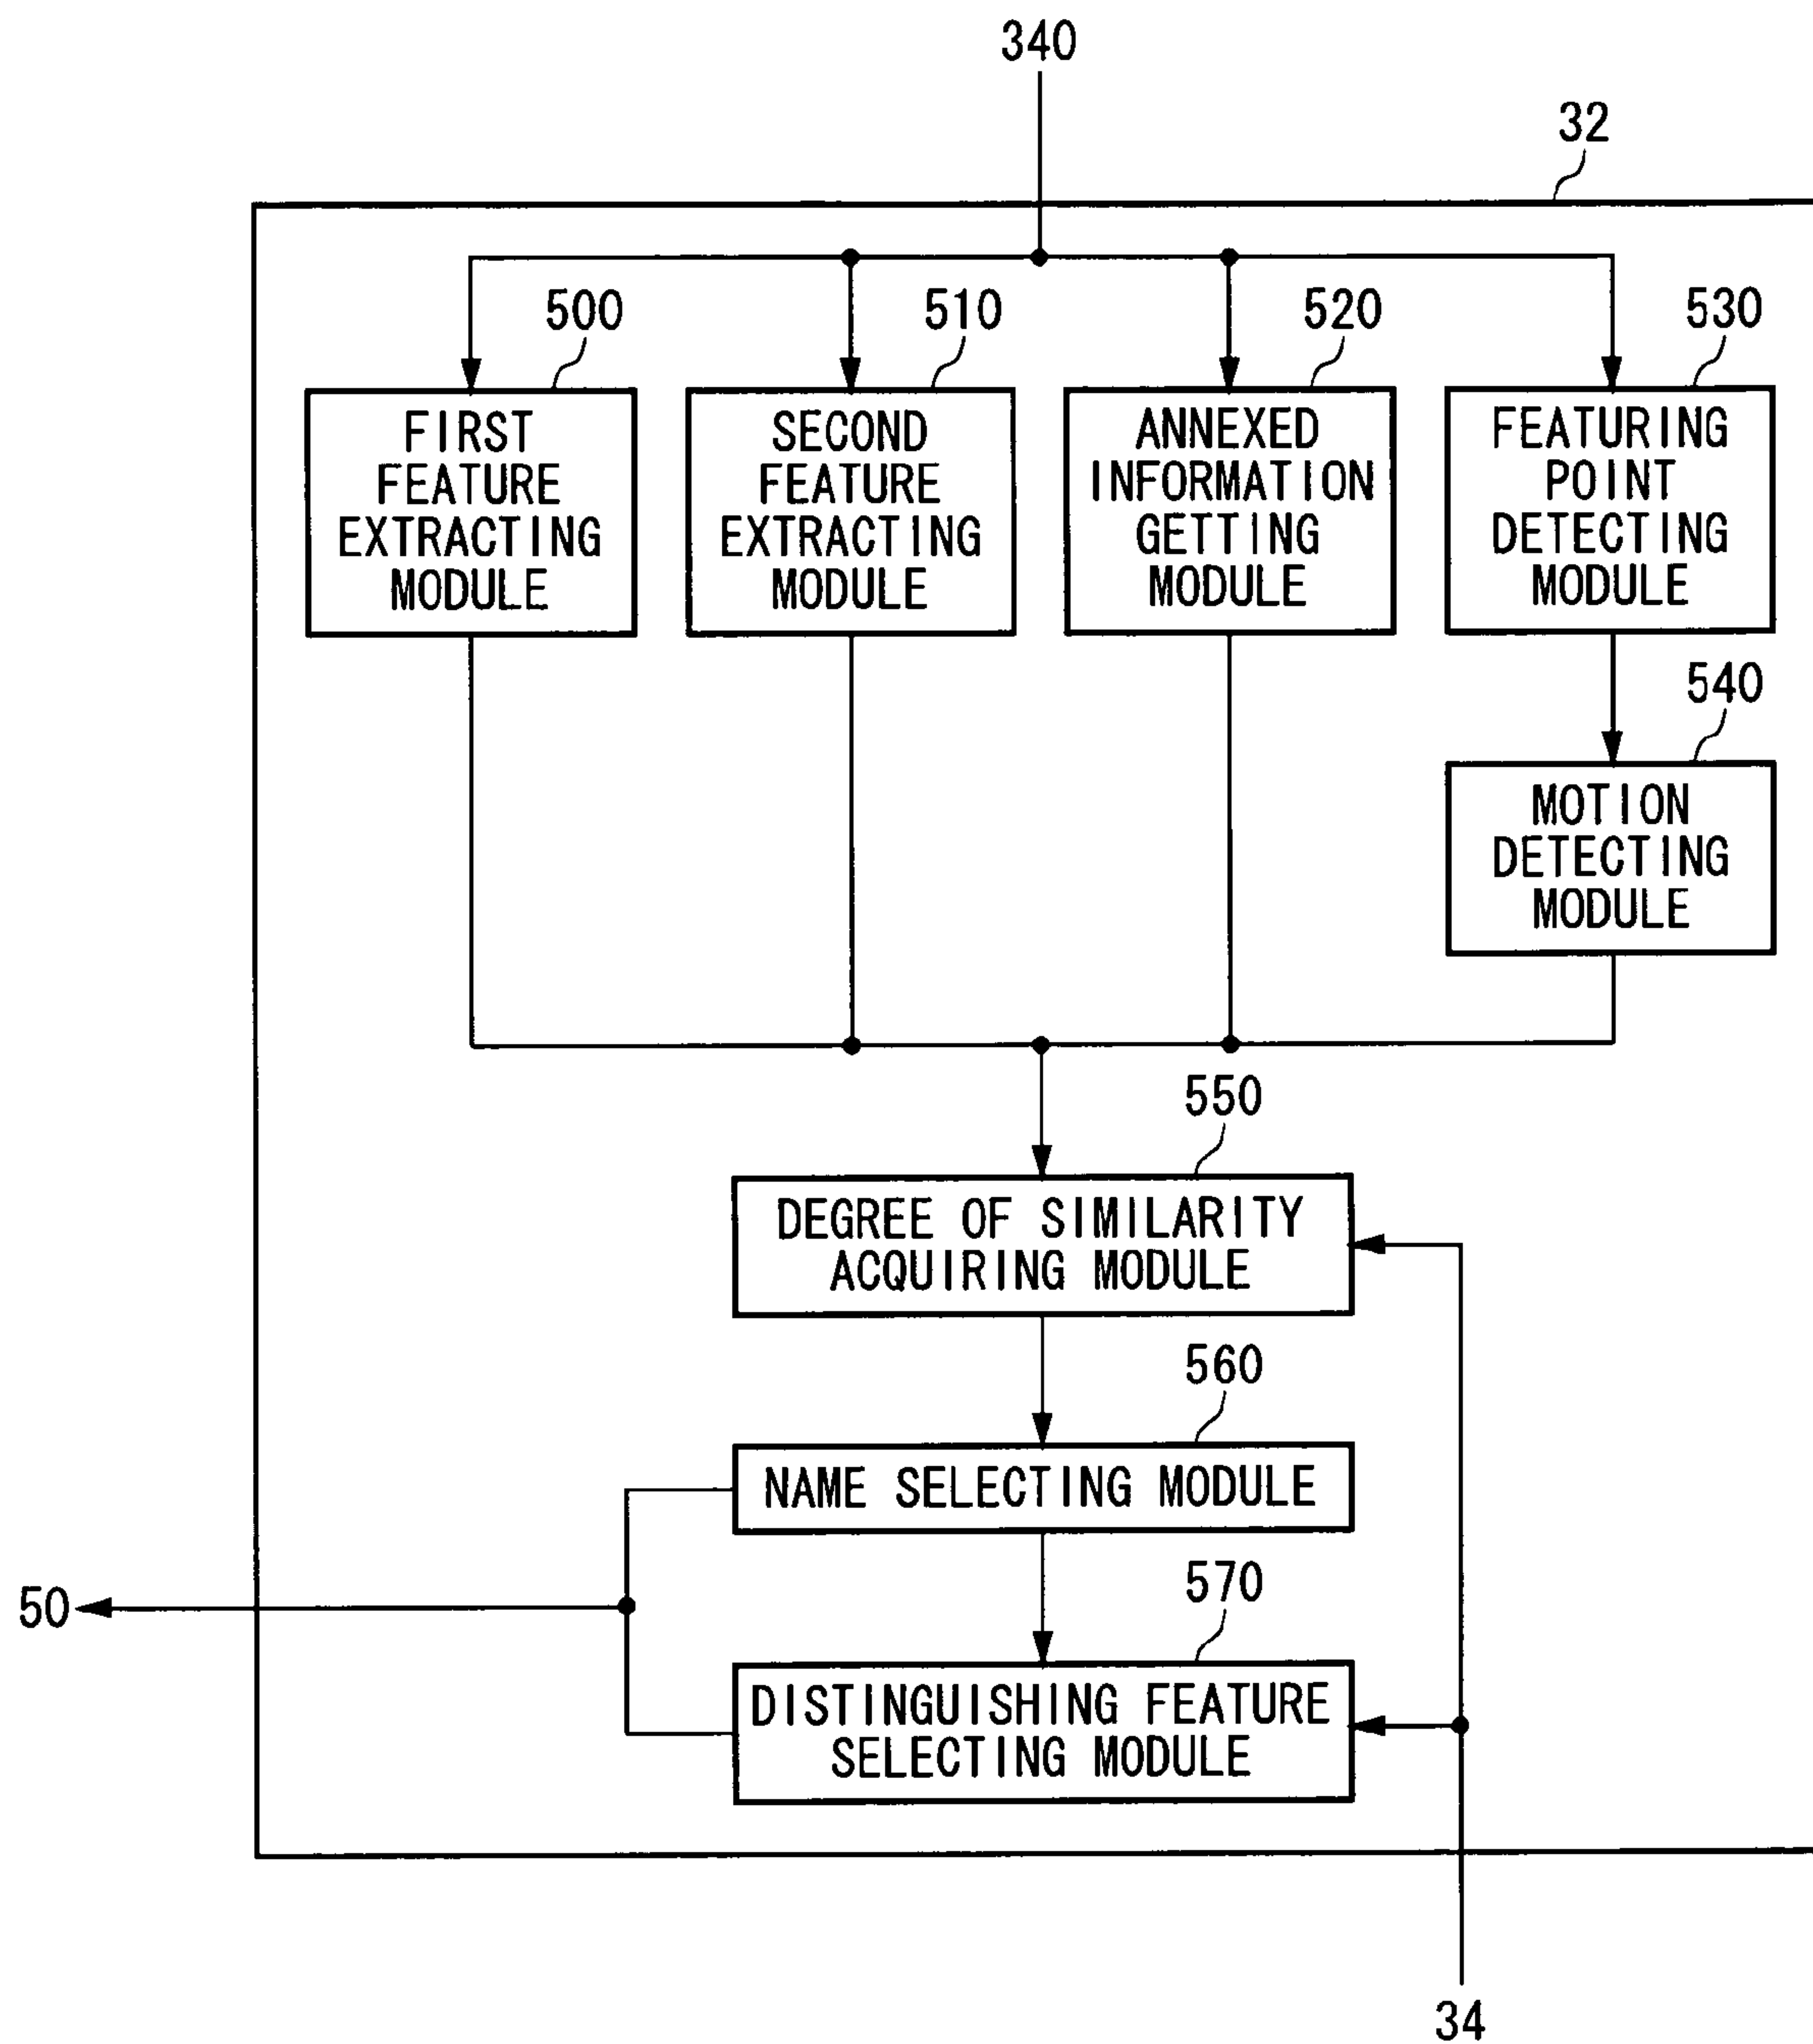 340
32
500
FIRST
FEATURE
EXTRACTING
MODULE
510
SECOND
FEATURE
EXTRACTING
MODULE
520
ANNEXED
INFORMATION
GETTING
MODULE
530
FEATURING
POINT
DETECTING
MODULE
540
MOTION
DETECTING
MODULE
550
DEGREE OF SIMILARITY
ACQUIRING MODULE
560
NAME SELECTING MODULE
50
570
DISTINGUISHING FEATURE
SELECTING MODULE
34